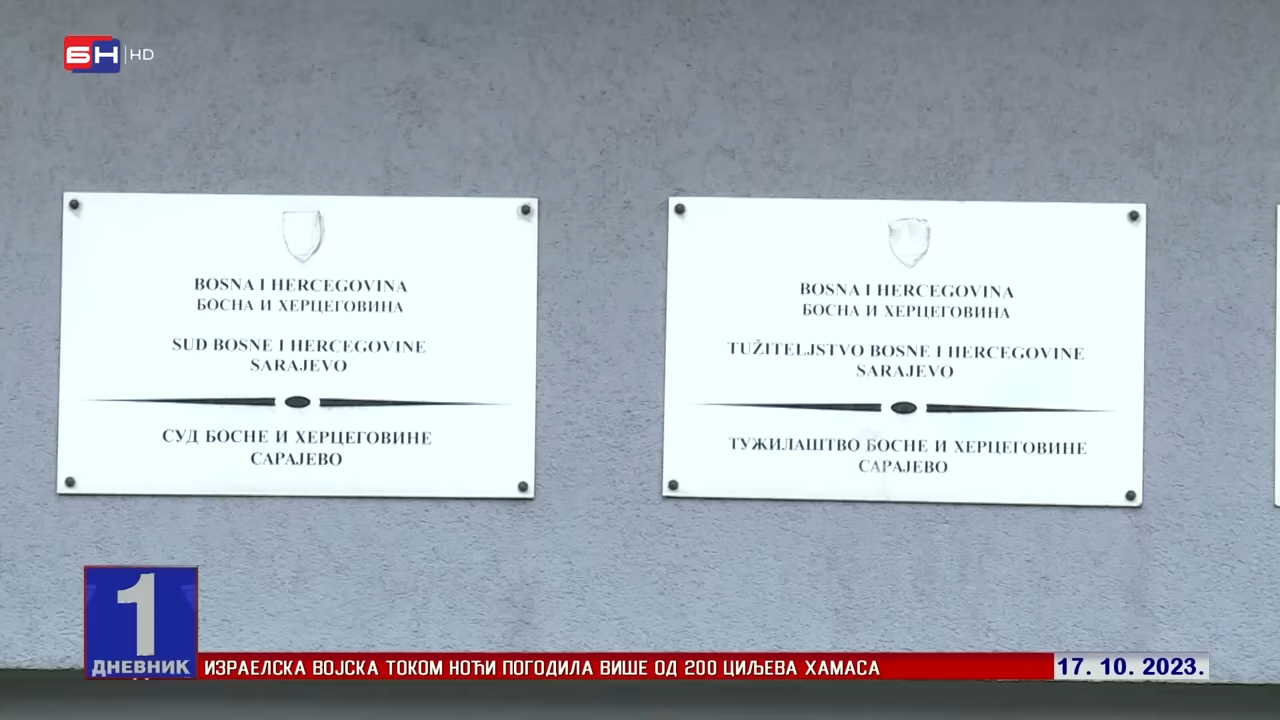 БН HD
BOSNA I HERCEGOVINA
БОСНА И ХЕРЦЕГОВИНА
SUD BOSNE I HERCEGOVINE
SARAJEVO
СУД БОСНЕ И ХЕРЦЕГОВИНЕ
САРАЈЕВО
BOSNA I HERCEGOVINA
БОСНА И ХЕРЦЕГОВИНА
TUŽITELJSTVO BOSNE I HERCEGOVINE
SARAJEVO
ТУЖИЛАШТВО БОСНЕ И ХЕРЦЕГОВИНЕ
САРАЈЕВО
1
ДНЕВНИК
ИЗРАЕЛСКА ВОЈСКА ТОКОМ НОЋИ ПОГОДИЛА ВИШЕ ОД 200 ЦИЉЕВА ХАМАСА
17. 10. 2023.